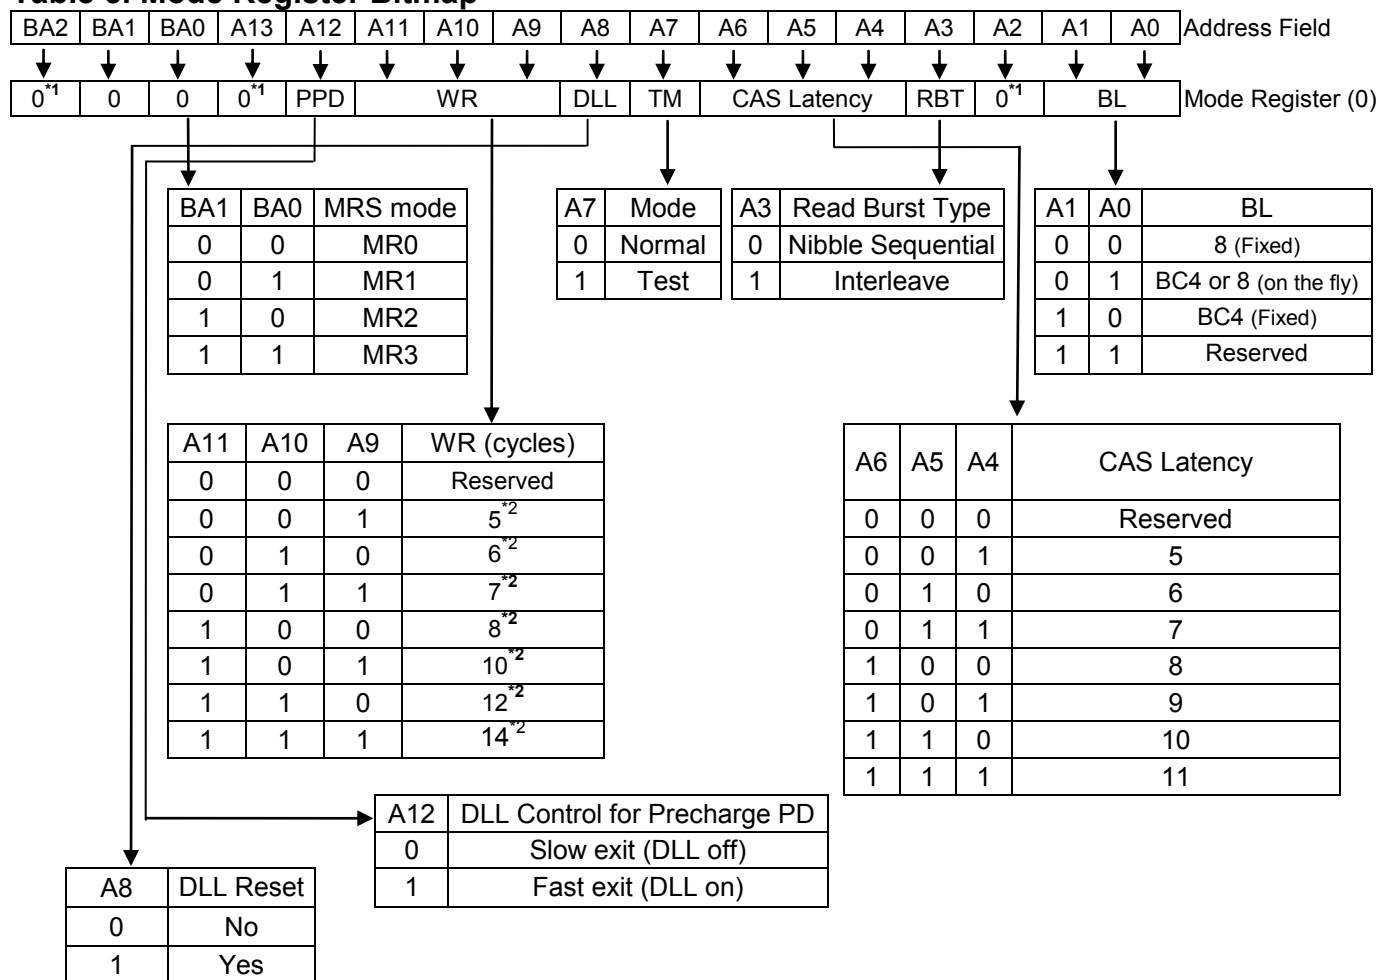 Table 6. Mode Register Bitmap
BA2 BA1 BA0 A13 A12 A11 A10 A9 A8 A7 A6 A5 A4 A3 A2 A1 A0 Address Field
0*1 0 0 0*1 PPD WR DLL TM CAS Latency RBT 0*1 BL Mode Register (0)
BA1 BA0 MRS mode
0 0 MR0
0 1 MR1
1 0 MR2
1 1 MR3
A7 Mode
0 Normal
1 Test
A3 Read Burst Type
0 Nibble Sequential
1 Interleave
A1 A0 BL
0 0 8 (Fixed)
0 1 BC4 or 8 (on the fly)
1 0 BC4 (Fixed)
1 1 Reserved
A11 A10 A9 WR (cycles)
0 0 0 Reserved
0 0 1 5*2
0 1 0 6*2
0 1 1 7*2
1 0 0 8*2
1 0 1 10*2
1 1 0 12*2
1 1 1 14*2
A6 A5 A4 CAS Latency
0 0 0 Reserved
0 0 1 5
0 1 0 6
0 1 1 7
1 0 0 8
1 0 1 9
1 1 0 10
1 1 1 11
A12 DLL Control for Precharge PD
0 Slow exit (DLL off)
1 Fast exit (DLL on)
A8 DLL Reset
0 No
1 Yes